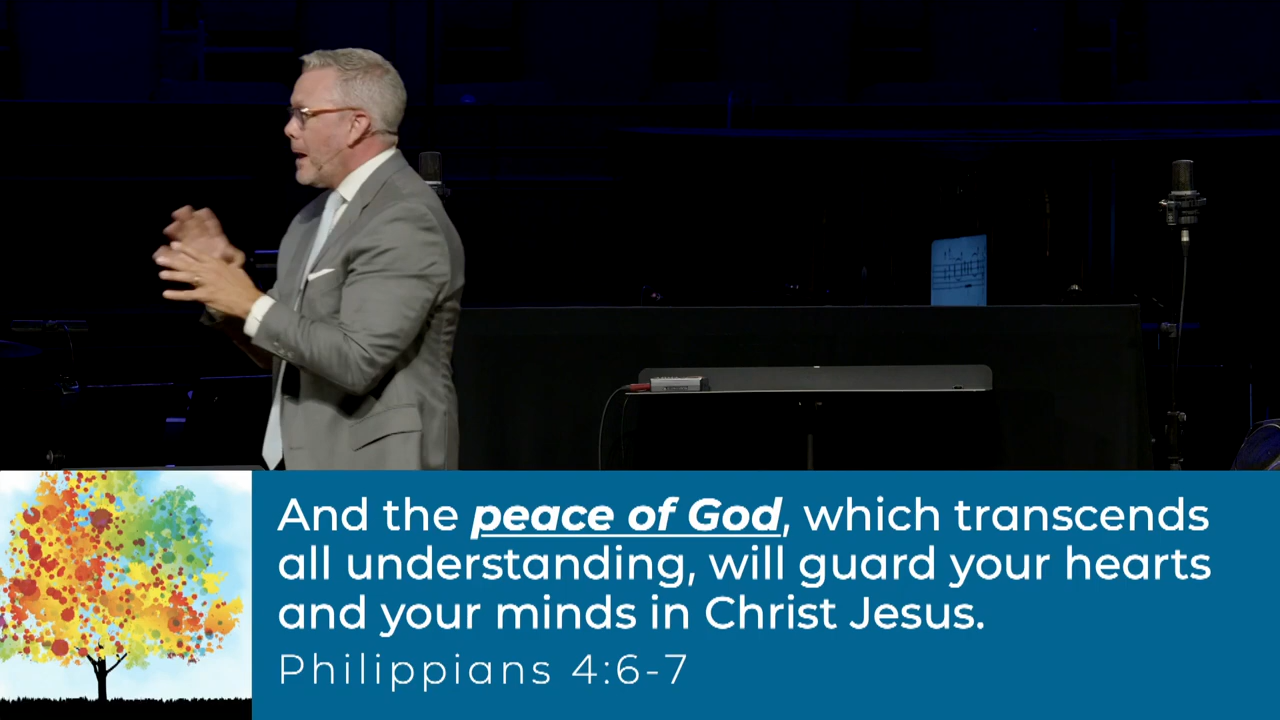 And the peace of God, which transcends
all understanding, will guard your hearts
and your minds in Christ Jesus.
Philippians 4:6-7